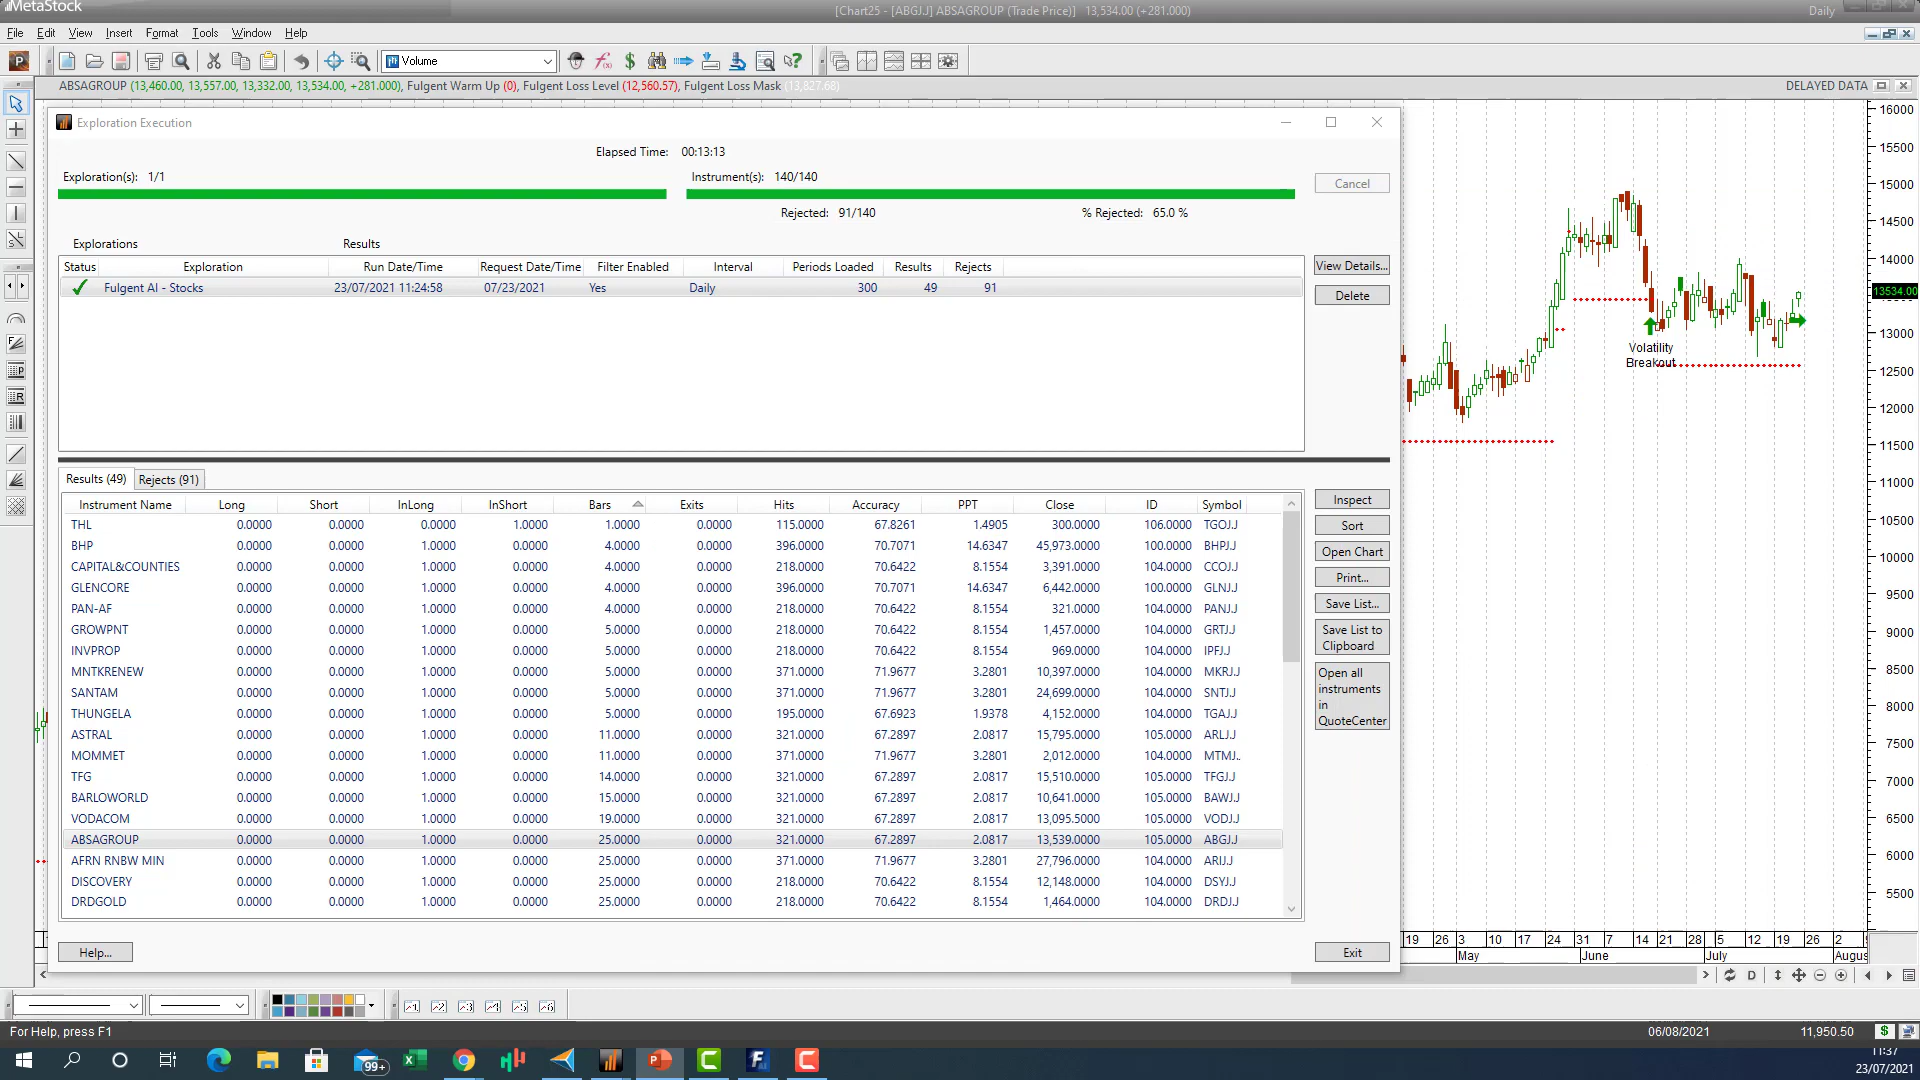 MetaStock
[Chart25 - [ABGJ.J] ABSAGROUP (Trade Price)] 13,534.00 (+281.000)
Daily
File Edit View Insert Format Tools Window Help
Volume
ABSAGROUP (13,460.00, 13,557.00, 13,332.00, 13,534.00, +281.000), Fulgent Warm Up (0), Fulgent Loss Level (12,560.57), Fulgent Loss Mask (13,827.68)
DELAYED DATA
Exploration Execution
Elapsed Time: 00:13:13
Exploration(s): 1/1
Instrument(s): 140/140
Cancel
Rejected: 91/140
% Rejected: 65.0 %
Explorations
Results
Status Exploration Run Date/Time Request Date/Time Filter Enabled Interval Periods Loaded Results Rejects
View Details...
Fulgent AI - Stocks 23/07/2021 11:24:58 07/23/2021 Yes Daily 300 49 91
Delete
Results (49) Rejects (91)
Instrument Name Long Short InLong InShort Bars Exits Hits Accuracy PPT Close ID Symbol
THL 0.0000 0.0000 0.0000 1.0000 1.0000 0.0000 115.0000 67.8261 1.4905 300.0000 106.0000 TGOJ.J
BHP 0.0000 0.0000 1.0000 0.0000 4.0000 0.0000 396.0000 70.7071 14.6347 45,973.0000 100.0000 BHPJ.J
CAPITAL&COUNTIES 0.0000 0.0000 1.0000 0.0000 4.0000 0.0000 218.0000 70.6422 8.1554 3,391.0000 104.0000 CCOJ.J
GLENCORE 0.0000 0.0000 1.0000 0.0000 4.0000 0.0000 396.0000 70.7071 14.6347 6,442.0000 100.0000 GLNJ.J
PAN-AF 0.0000 0.0000 1.0000 0.0000 4.0000 0.0000 218.0000 70.6422 8.1554 321.0000 104.0000 PANJ.J
GROWPNT 0.0000 0.0000 1.0000 0.0000 5.0000 0.0000 218.0000 70.6422 8.1554 1,457.0000 104.0000 GRTJ.J
INVPROP 0.0000 0.0000 1.0000 0.0000 5.0000 0.0000 218.0000 70.6422 8.1554 969.0000 104.0000 IPFJ.J
MNTKRENEW 0.0000 0.0000 1.0000 0.0000 5.0000 0.0000 371.0000 71.9677 3.2801 10,397.0000 104.0000 MKRJ.J
SANTAM 0.0000 0.0000 1.0000 0.0000 5.0000 0.0000 371.0000 71.9677 3.2801 24,699.0000 104.0000 SNTJ.J
THUNGELA 0.0000 0.0000 1.0000 0.0000 5.0000 0.0000 195.0000 67.6923 1.9378 4,152.0000 104.0000 TGAJ.J
ASTRAL 0.0000 0.0000 1.0000 0.0000 11.0000 0.0000 321.0000 67.2897 2.0817 15,795.0000 105.0000 ARLJ.J
MOMMET 0.0000 0.0000 1.0000 0.0000 11.0000 0.0000 371.0000 71.9677 3.2801 2,012.0000 104.0000 MTMJ..
TFG 0.0000 0.0000 1.0000 0.0000 14.0000 0.0000 321.0000 67.2897 2.0817 15,510.0000 105.0000 TFGJ.J
BARLOWORLD 0.0000 0.0000 1.0000 0.0000 15.0000 0.0000 321.0000 67.2897 2.0817 10,641.0000 105.0000 BAWJ.J
VODACOM 0.0000 0.0000 1.0000 0.0000 19.0000 0.0000 321.0000 67.2897 2.0817 13,095.5000 105.0000 VODJ.J
ABSAGROUP 0.0000 0.0000 1.0000 0.0000 25.0000 0.0000 321.0000 67.2897 2.0817 13,539.0000 105.0000 ABGJ.J
AFRN RNBW MIN 0.0000 0.0000 1.0000 0.0000 25.0000 0.0000 371.0000 71.9677 3.2801 27,796.0000 104.0000 ARIJ.J
DISCOVERY 0.0000 0.0000 1.0000 0.0000 25.0000 0.0000 218.0000 70.6422 8.1554 12,148.0000 104.0000 DSYJ.J
DRDGOLD 0.0000 0.0000 1.0000 0.0000 25.0000 0.0000 218.0000 70.6422 8.1554 1,464.0000 104.0000 DRDJ.J
Inspect
Sort
Open Chart
Print...
Save List...
Save List to
Clipboard
Open all
instruments
in
QuoteCenter
Help...
Exit
Volatility
Breakout
16000
15500
15000
14500
14000
13534.00
13000
12500
12000
11500
11000
10500
10000
9500
9000
8500
8000
7500
7000
6500
6000
5500
19 26 3 10 17 24 31 7 14 21 28 5 12 19 26 2
May June July Augus
For Help, press F1
06/08/2021
11,950.50
99+
11:37
23/07/2021